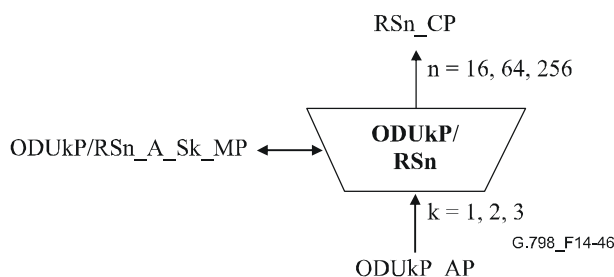 RSn_CP
n = 16, 64, 256
ODUkP/RSn_A_Sk_MP
ODUkP/
RSn
k = 1, 2, 3
G.798_F14-46
ODUkP_AP